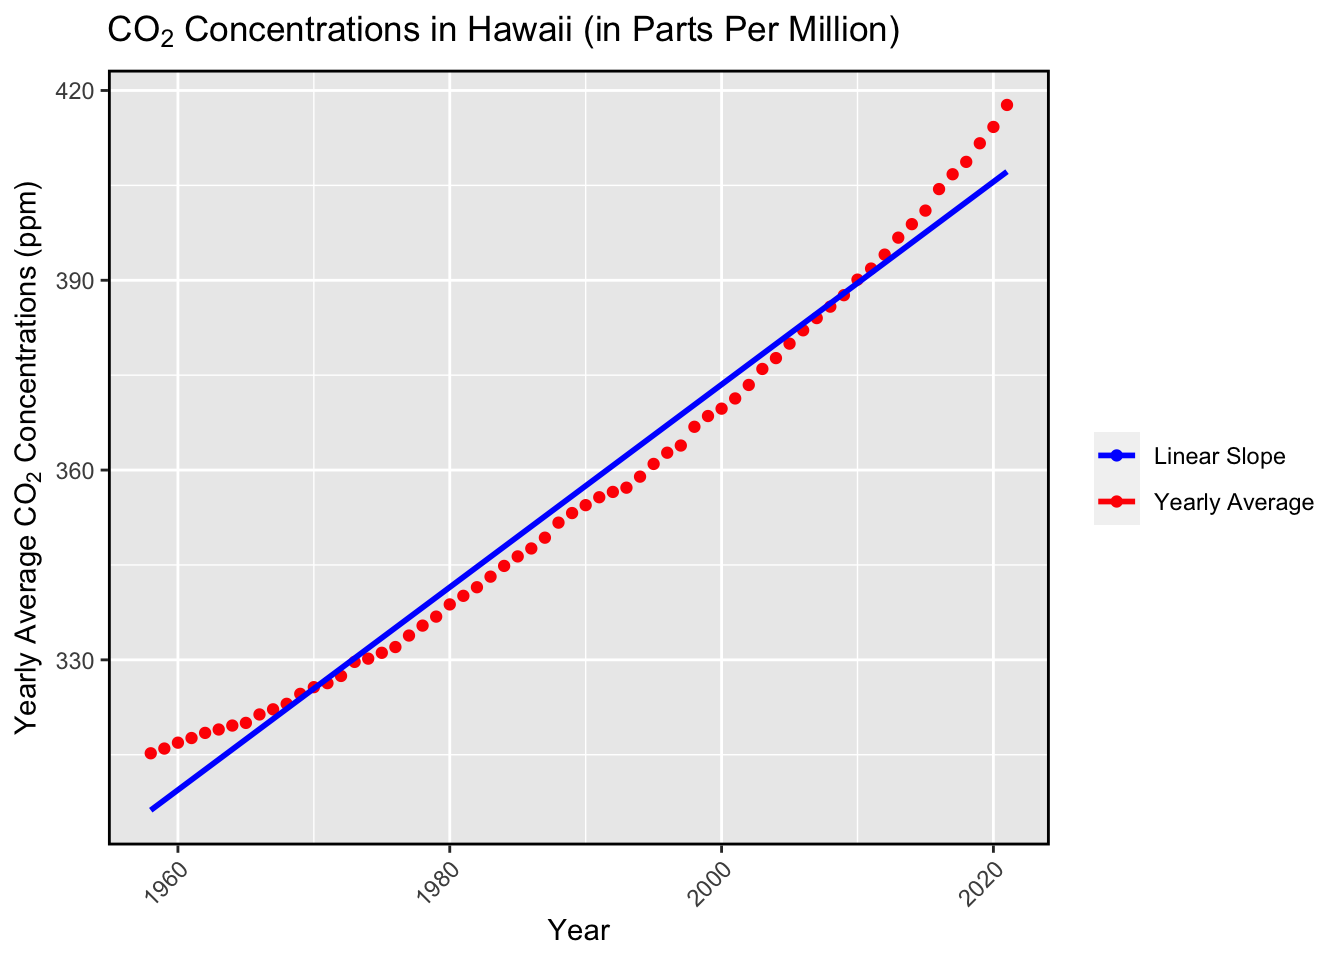 CO₂ Concentrations in Hawaii (in Parts Per Million)
420
390
360
330
Yearly Average CO₂ Concentrations (ppm)
1960
1980
2000
2020
Year
Linear Slope
Yearly Average